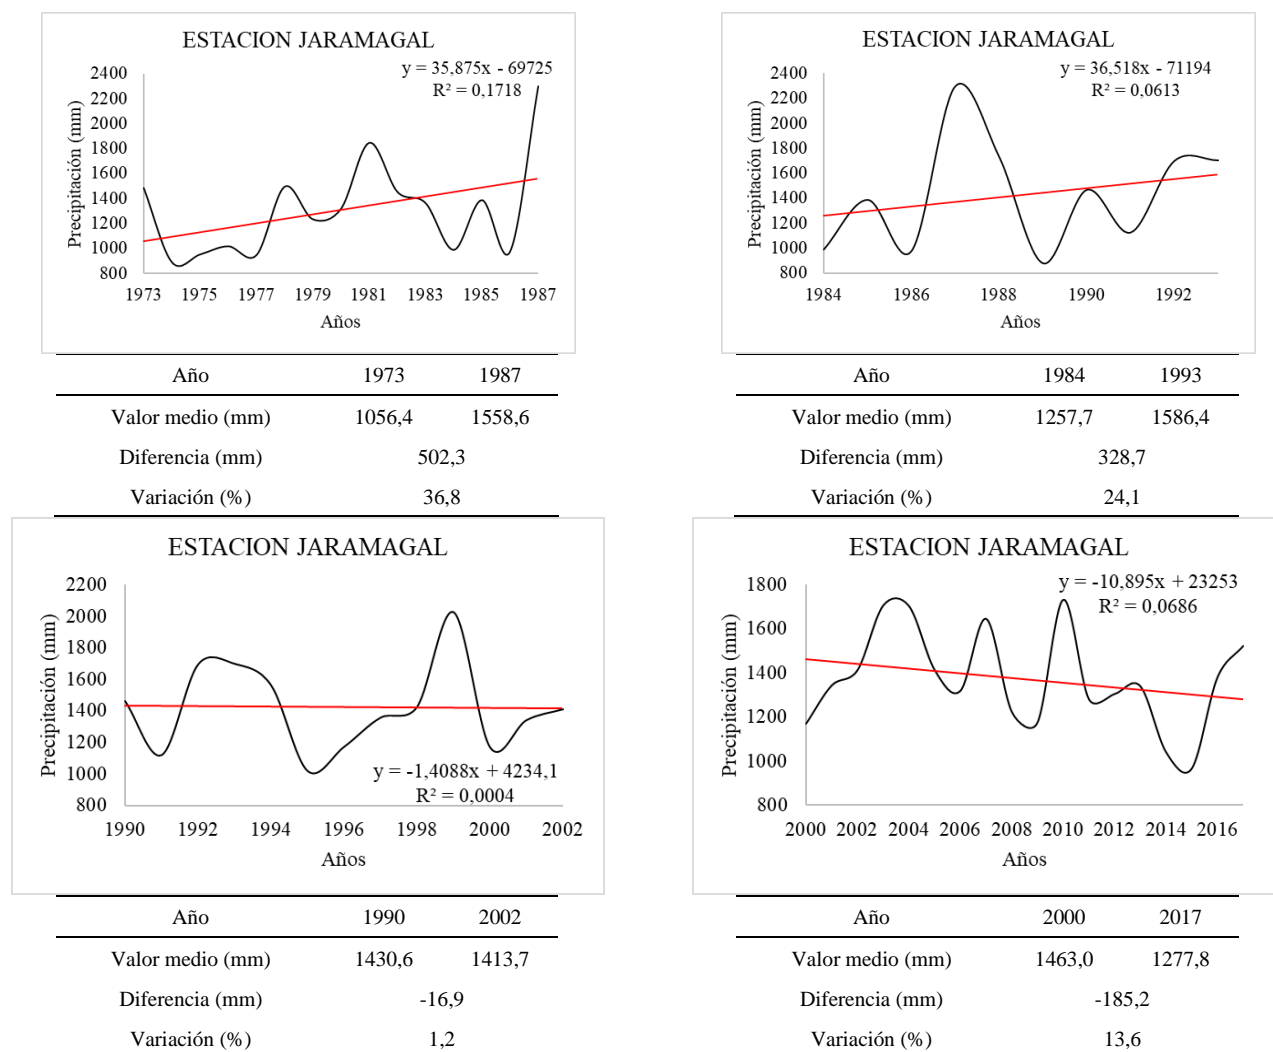 ESTACION JARAMAGAL
y = 35,875x - 69725
R² = 0,1718
Precipitación (mm)
2400
2200
2000
1800
1600
1400
1200
1000
800
1973 1975 1977 1979 1981 1983 1985 1987
Años
Año 1973 1987
Valor medio (mm) 1056,4 1558,6
Diferencia (mm) 502,3
Variación (%) 36,8
ESTACION JARAMAGAL
y = 36,518x - 71194
R² = 0,0613
Precipitación (mm)
2400
2200
2000
1800
1600
1400
1200
1000
800
1984 1986 1988 1990 1992
Años
Año 1984 1993
Valor medio (mm) 1257,7 1586,4
Diferencia (mm) 328,7
Variación (%) 24,1
ESTACION JARAMAGAL
Precipitación (mm)
2200
2000
1800
1600
1400
1200
1000
800
y = -1,4088x + 4234,1
R² = 0,0004
1990 1992 1994 1996 1998 2000 2002
Años
Año 1990 2002
Valor medio (mm) 1430,6 1413,7
Diferencia (mm) -16,9
Variación (%) 1,2
ESTACION JARAMAGAL
y = -10,895x + 23253
R² = 0,0686
Precipitación (mm)
1800
1600
1400
1200
1000
800
2000 2002 2004 2006 2008 2010 2012 2014 2016
Años
Año 2000 2017
Valor medio (mm) 1463,0 1277,8
Diferencia (mm) -185,2
Variación (%) 13,6